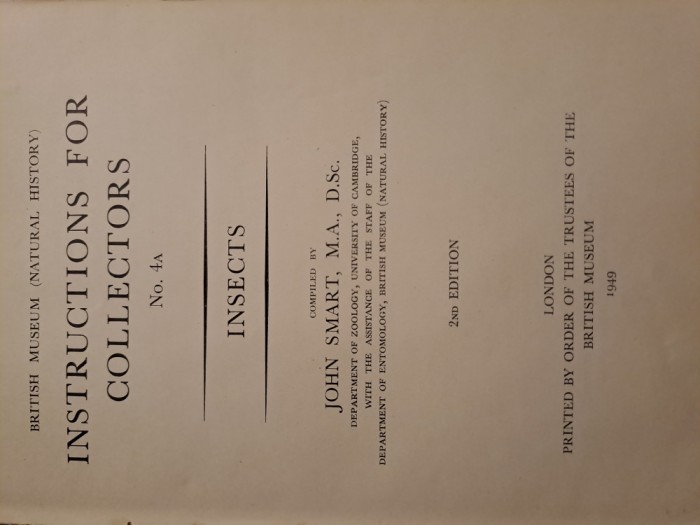 BRITISH MUSEUM (NATURAL HISTORY)
INSTRUCTIONS FOR
COLLECTORS
No. 4A
INSECTS
COMPILED BY
JOHN SMART, M.A., D.Sc.
DEPARTMENT OF ZOOLOGY, UNIVERSITY OF CAMBRIDGE,
WITH THE ASSISTANCE OF THE STAFF OF THE
DEPARTMENT OF ENTOMOLOGY, BRITISH MUSEUM (NATURAL HISTORY)
2ND EDITION
LONDON
PRINTED BY ORDER OF THE TRUSTEES OF THE
BRITISH MUSEUM
1949